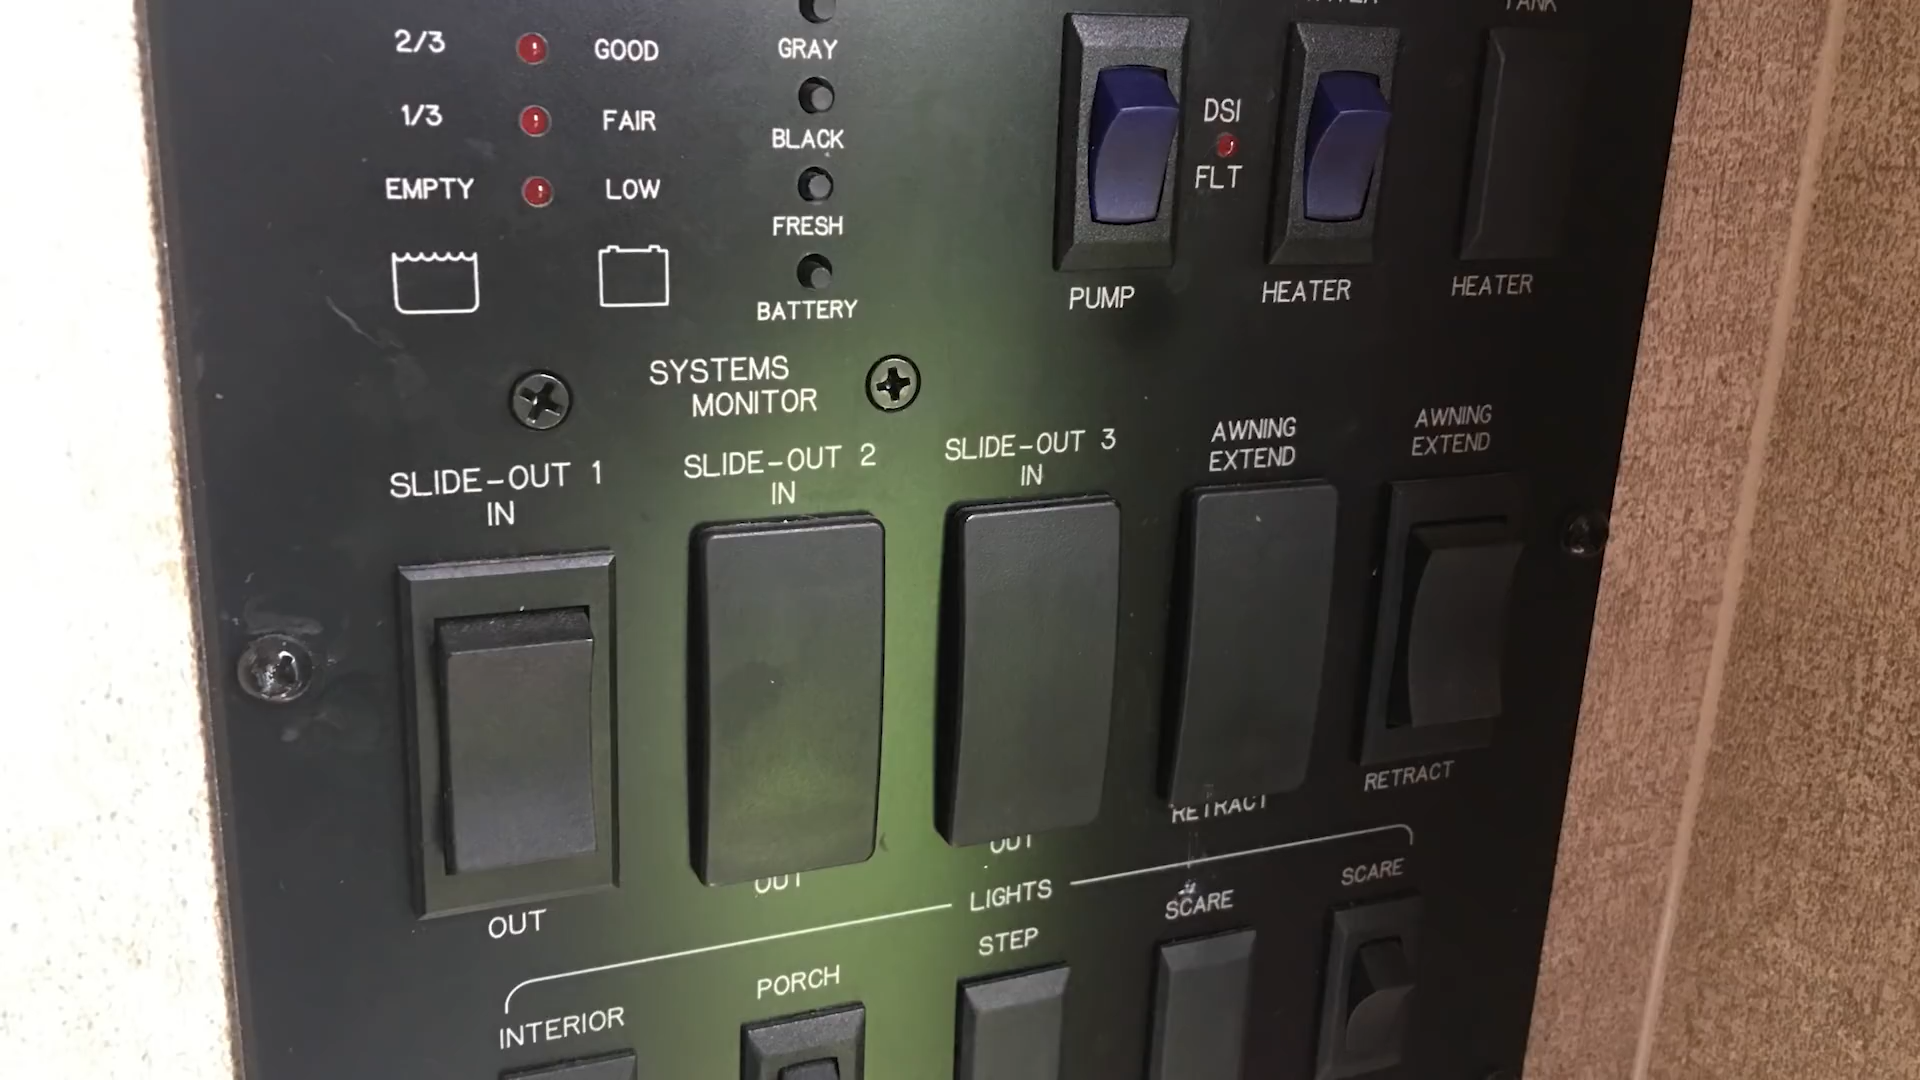 2/3 GOOD
1/3 FAIR
EMPTY LOW
GRAY
BLACK
FRESH
BATTERY
SYSTEMS
MONITOR
TANK
DSI
FLT
PUMP
HEATER
HEATER
SLIDE-OUT 1
IN
OUT
SLIDE-OUT 2
IN
OUT
SLIDE-OUT 3
IN
OUT
AWNING
EXTEND
RETRACT
AWNING
EXTEND
RETRACT
LIGHTS
INTERIOR
PORCH
STEP
SCARE
SCARE